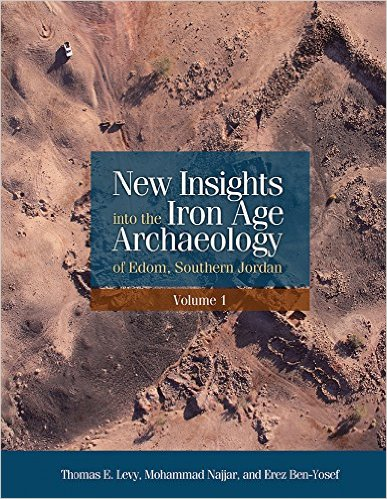 New Insights
into the Iron Age
Archaeology
of Edom, Southern Jordan
Volume 1
Thomas E. Levy, Mohammad Najjar, and Erez Ben-Yosef